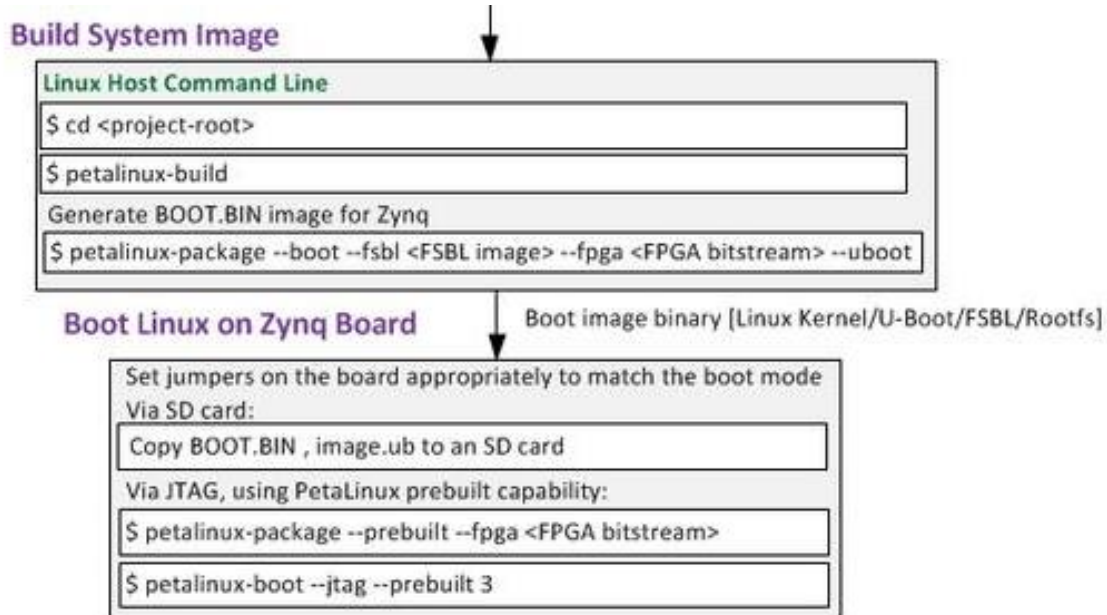 Build System Image
Linux Host Command Line
$ cd <project-root>
$ petalinux-build
Generate BOOT.BIN image for Zynq
$ petalinux-package --boot --fsbl <FSBL image> --fpga <FPGA bitstream> --uboot
Boot Linux on Zynq Board
Boot image binary [Linux Kernel/U-Boot/FSBL/Rootfs]
Set jumpers on the board appropriately to match the boot mode
Via SD card:
Copy BOOT.BIN , image.ub to an SD card
Via JTAG, using PetaLinux prebuilt capability:
$ petalinux-package --prebuilt --fpga <FPGA bitstream>
$ petalinux-boot --jtag --prebuilt 3